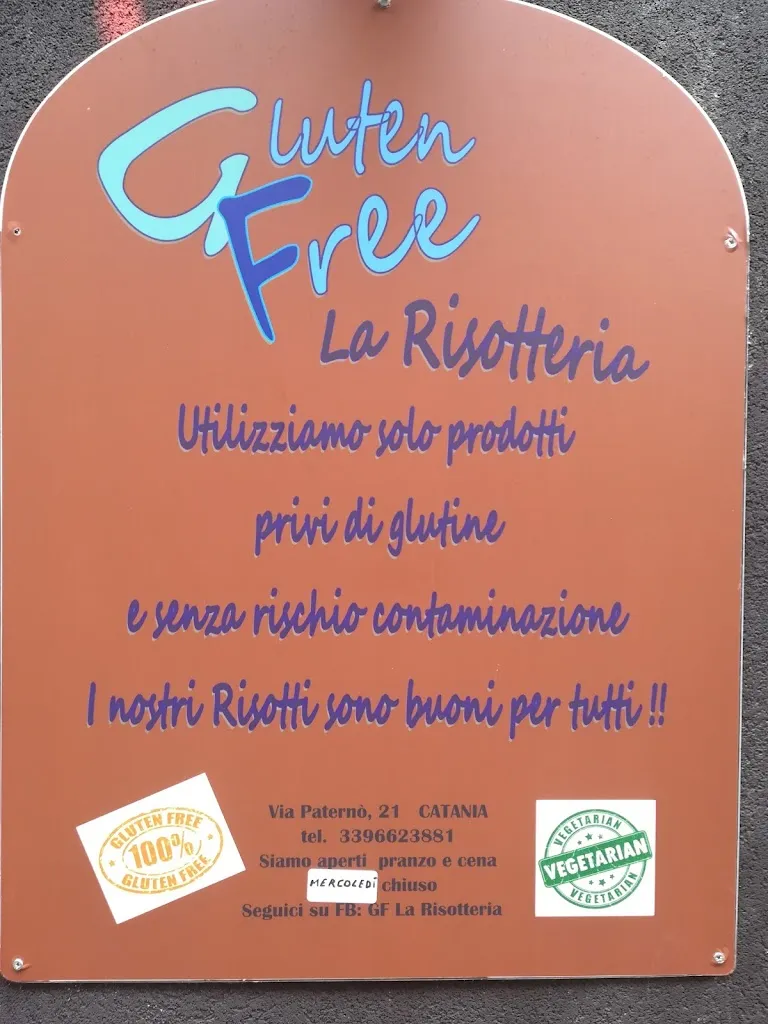 Gluten
Free
La Risotteria
Utilizziamo solo prodotti
privi di glutine
e senza rischio contaminazione
I nostri Risotti sono buoni per tutti !!
GLUTEN FREE
100%
GLUTEN FREE
Via Paternò, 21 CATANIA
tel. 3396623881
Siamo aperti pranzo e cena
MERCOLEDÌ chiuso
Seguici su FB: GF La Risotteria
VEGETARIAN
VEGETARIAN
VEGETARIAN